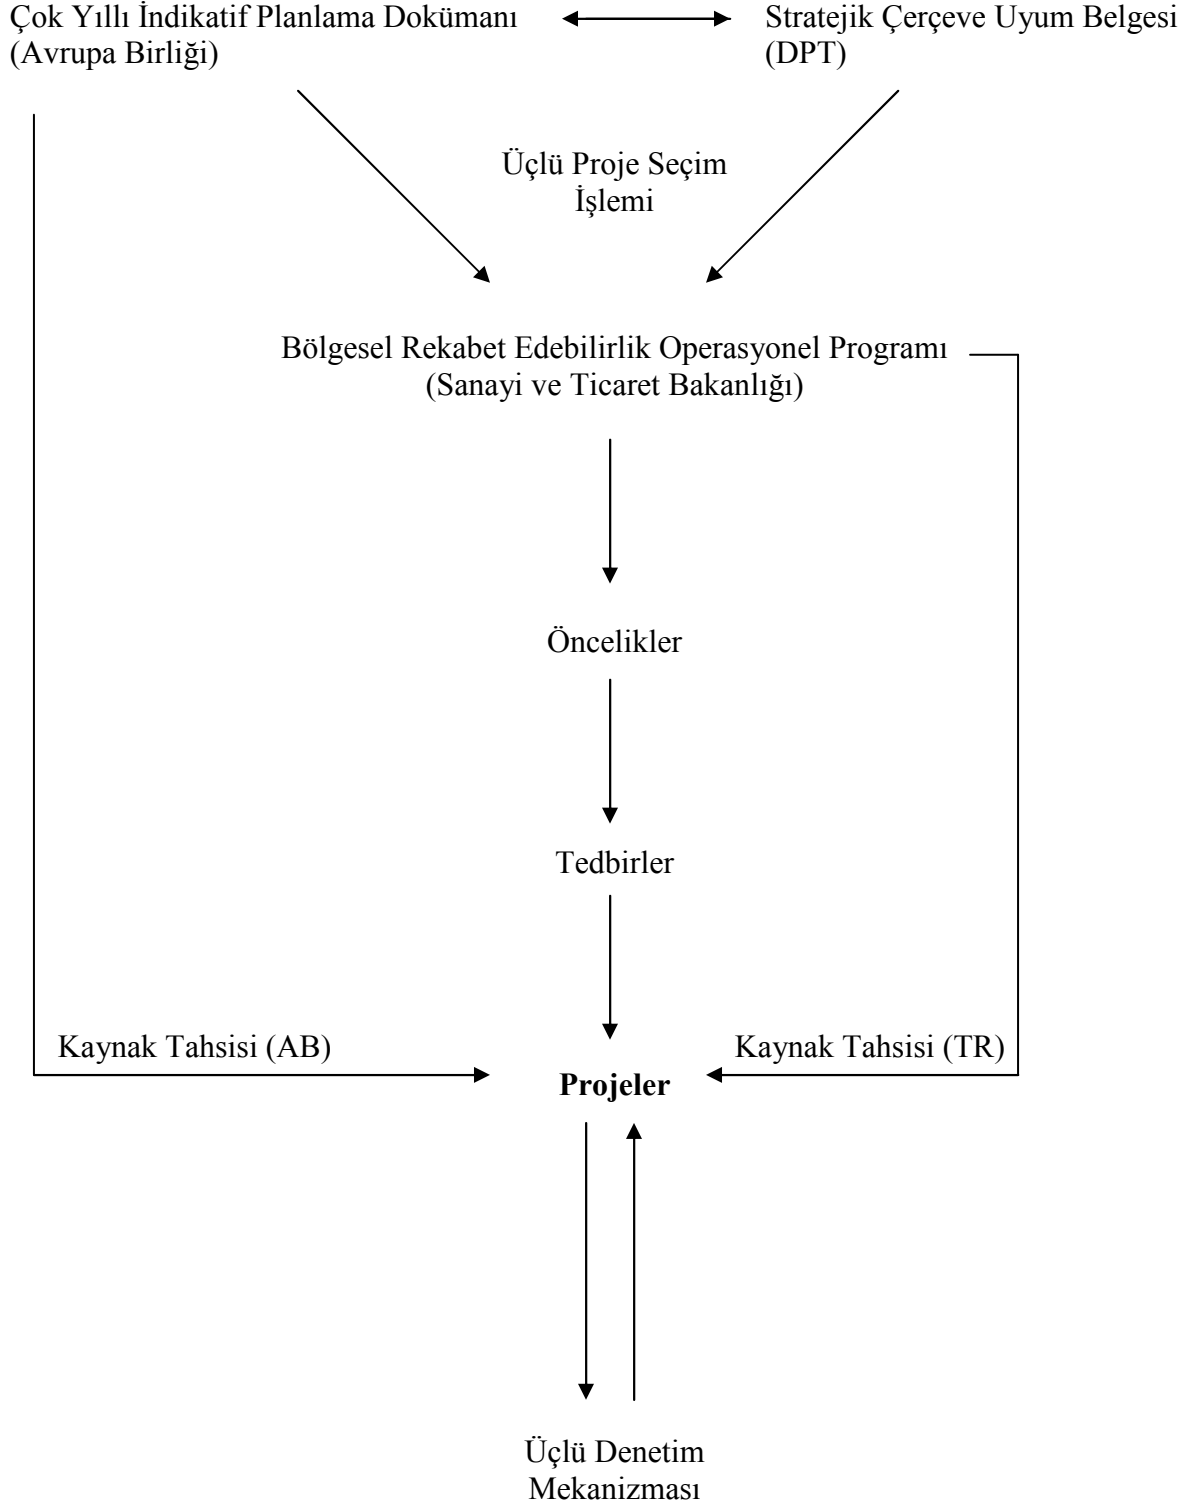 Çok Yıllı İndikatif Planlama Dokümanı
(Avrupa Birliği)
Stratejik Çerçeve Uyum Belgesi
(DPT)
Üçlü Proje Seçim
İşlemi
Bölgesel Rekabet Edebilirlik Operasyonel Programı
(Sanayi ve Ticaret Bakanlığı)
Öncelikler
Tedbirler
Kaynak Tahsisi (AB)
Kaynak Tahsisi (TR)
Projeler
Üçlü Denetim
Mekanizması